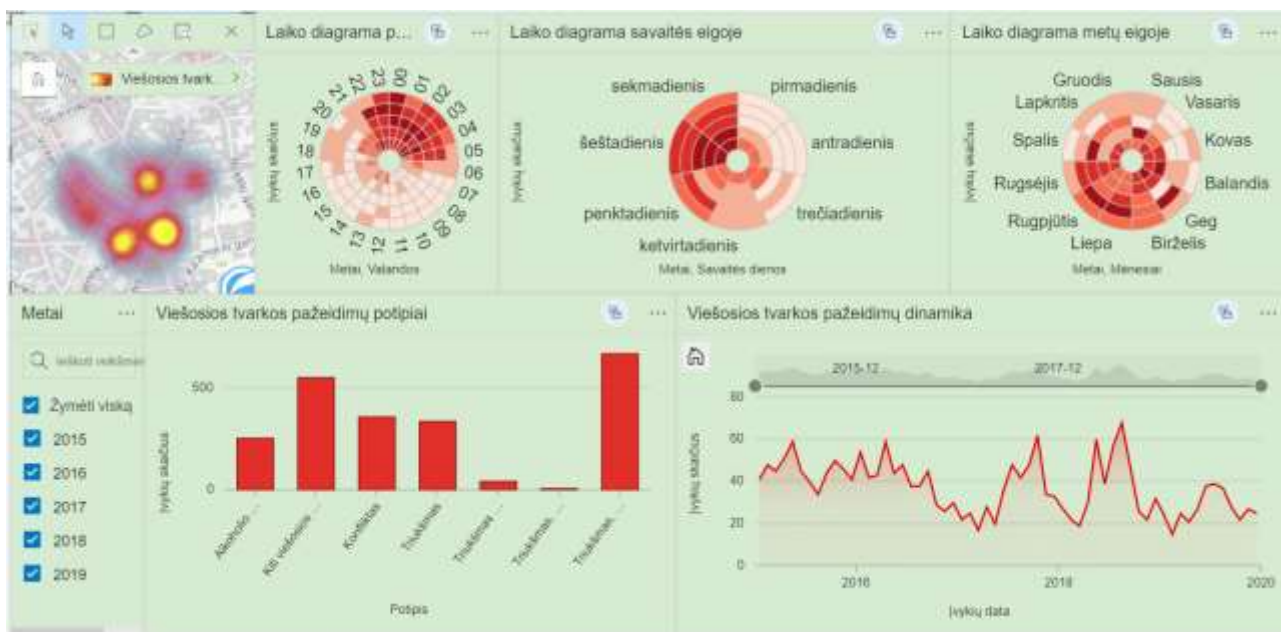 Laiko diagrama p...
Laiko diagrama savaitės eigoje
Laiko diagrama metų eigoje
Viešosios tvark
Įvykių skaičius
00
01
02
03
04
05
06
07
08
09
10
11
12
13
14
15
16
17
18
19
20
21
22
23
Metai, Valandos
Įvykių skaičius
sekmadienis
pirmadienis
šeštadienis
antradienis
penktadienis
trečiadienis
ketvirtadienis
Metai, Savaitės dienos
Įvykių skaičius
Gruodis
Sausis
Lapkritis
Vasaris
Spalis
Kovas
Rugsėjis
Balandis
Rugpjūtis
Geg
Liepa
Birželis
Metai, Mėnesiai
Metai
Žymėti viską
2015
2016
2017
2018
2019
Viešosios tvarkos pažeidimų potipiai
500
0
Įvykių skaičius
Alkoholio ...
Kiti viešosios ...
Konfliktas
Triukšmas
Triukšmas ...
Triukšmas. ...
Triukšmas. ...
Potipis
Viešosios tvarkos pažeidimų dinamika
2015-12
2017-12
80
60
40
20
0
Įvykių skaičius
2016
2018
2020
Įvykių data